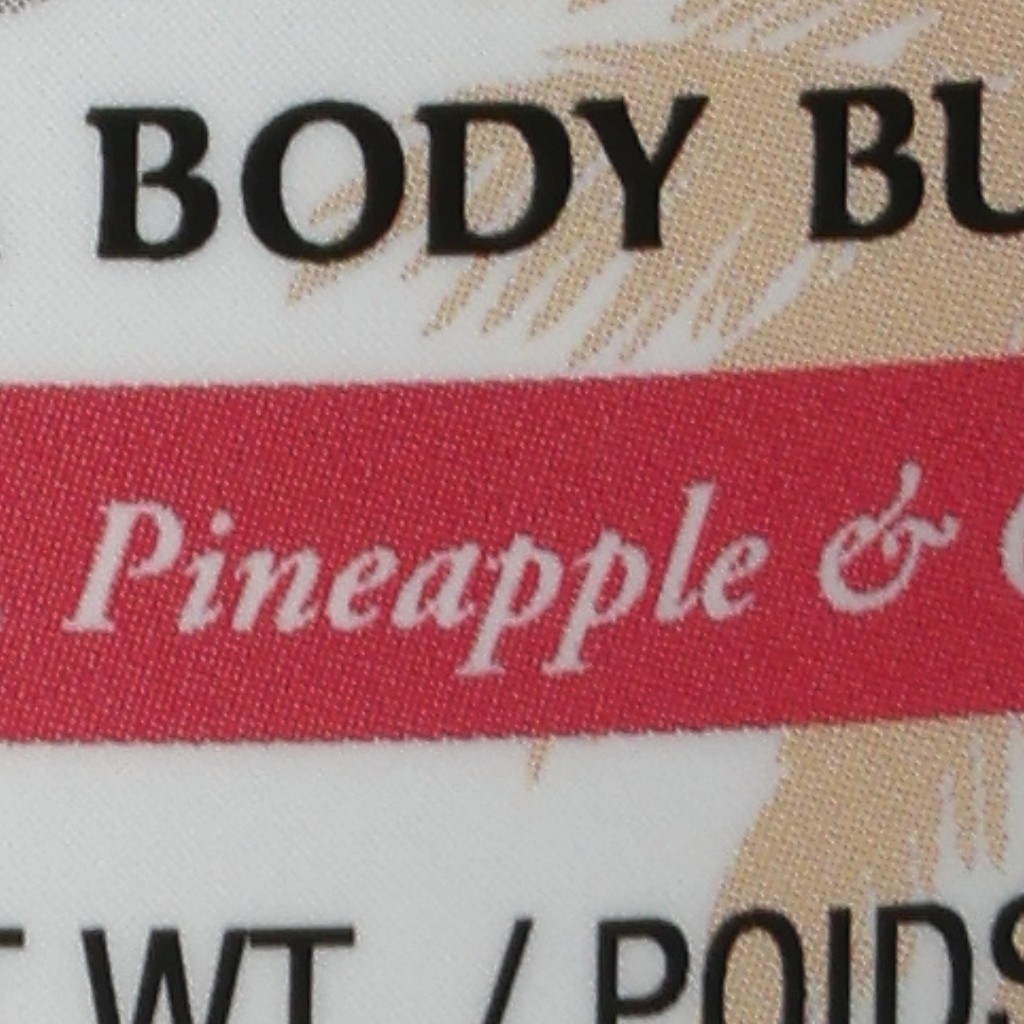 BODY BU
Pineapple &
T WT. / POIDS